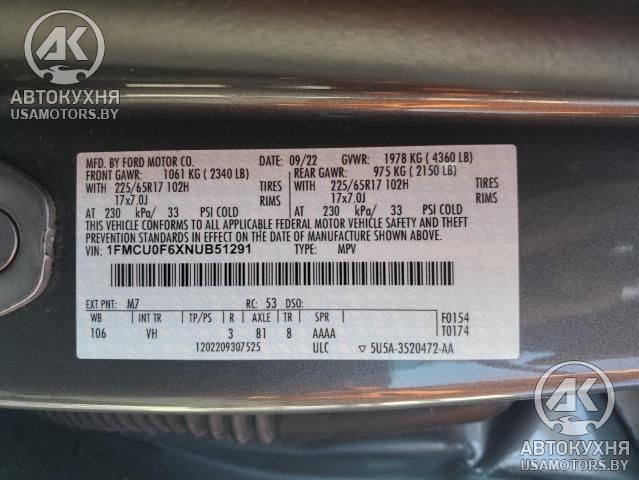 АК
АВТОКУХНЯ
USAMOTORS.BY
MFD. BY FORD MOTOR CO. DATE: 09/22 GVWR: 1978 KG ( 4360 LB)
FRONT GAWR: 1061 KG ( 2340 LB) REAR GAWR: 975 KG ( 2150 LB)
WITH 225/65R17 102H TIRES WITH 225/65R17 102H TIRES
17x7.0J RIMS 17x7.0J RIMS
AT 230 kPa/ 33 PSI COLD AT 230 kPa/ 33 PSI COLD
THIS VEHICLE CONFORMS TO ALL APPLICABLE FEDERAL MOTOR VEHICLE SAFETY AND THEFT
PREVENTION STANDARDS IN EFFECT ON THE DATE OF MANUFACTURE SHOWN ABOVE.
VIN: 1FMCU0F6XNUB51291 TYPE: MPV
EXT PNT: M7 RC: 53 DSO:
WB INT TR TP/PS R AXLE TR SPR F0154
106 VH 3 81 8 AAAA T0174
1202209307525 ULC ▽ 5U5A-3520472-AA
АК
АВТОКУХНЯ
USAMOTORS.BY